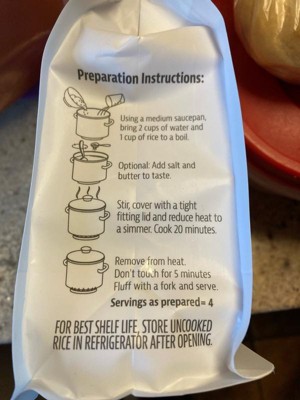 Preparation Instructions:
Using a medium saucepan,
bring 2 cups of water and
1 cup of rice to a boil.
Optional: Add salt and
butter to taste.
Stir, cover with a tight
fitting lid and reduce heat to
a simmer. Cook 20 minutes.
Remove from heat.
Don't touch for 5 minutes
Fluff with a fork and serve.
Servings as prepared= 4
FOR BEST SHELF LIFE, STORE UNCOOKED
RICE IN REFRIGERATOR AFTER OPENING.